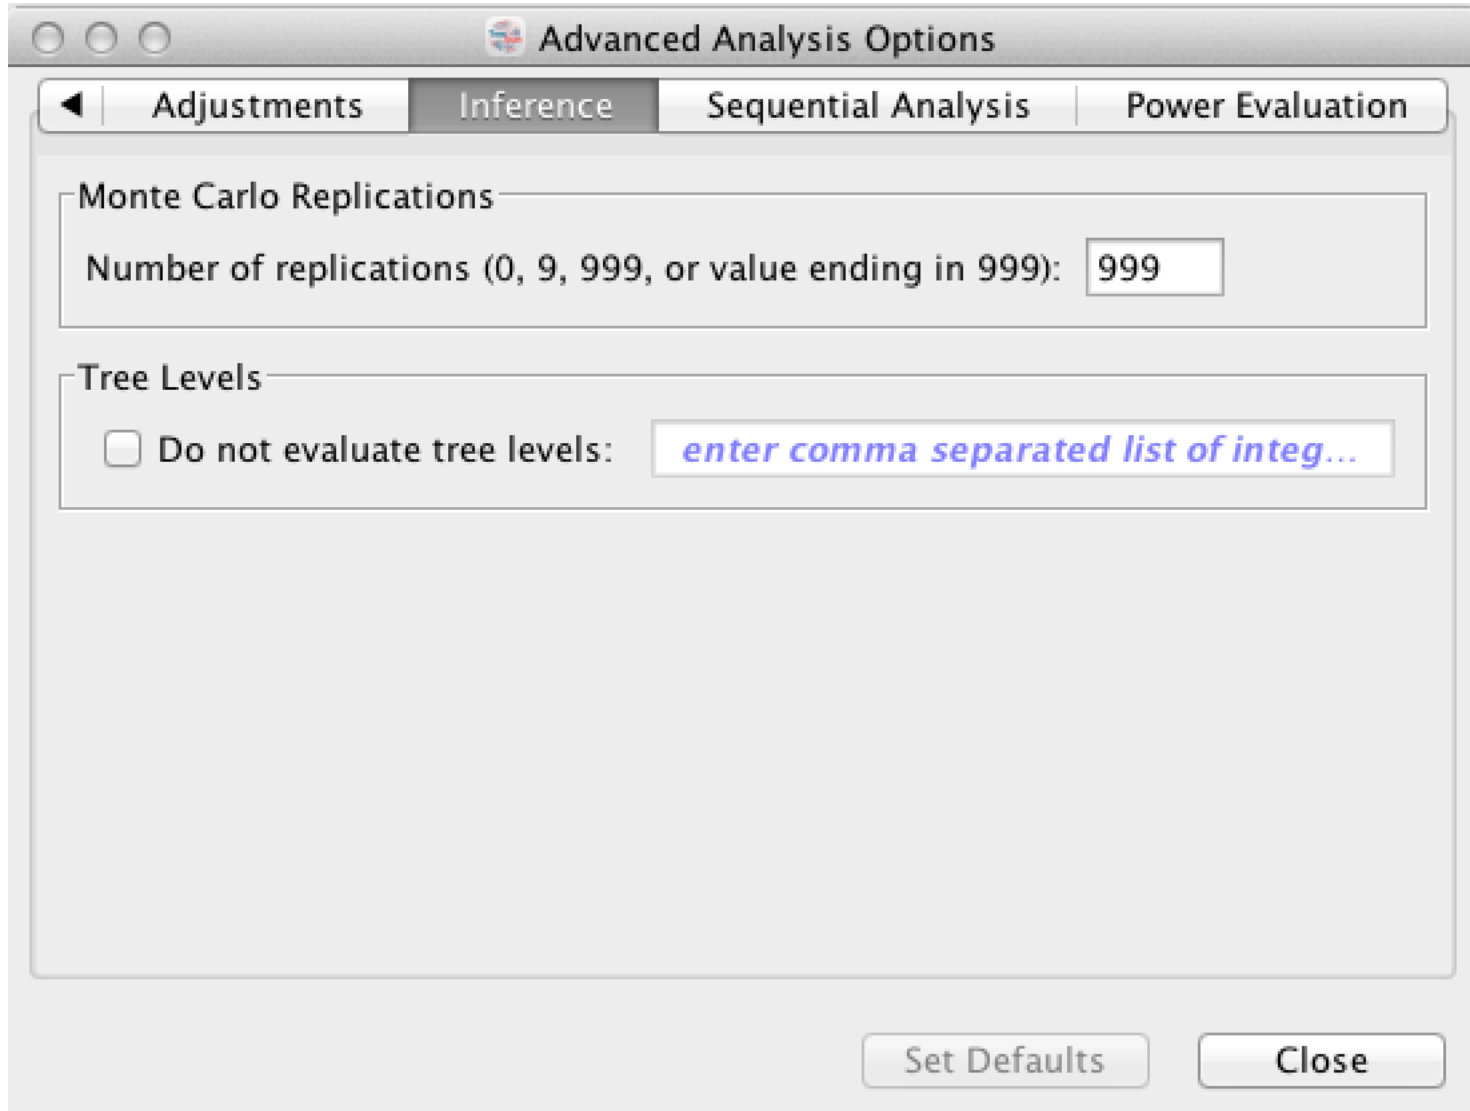 Advanced Analysis Options
Adjustments Inference Sequential Analysis Power Evaluation
Monte Carlo Replications
Number of replications (0, 9, 999, or value ending in 999): 999
Tree Levels
Do not evaluate tree levels: enter comma separated list of integ...
Set Defaults Close